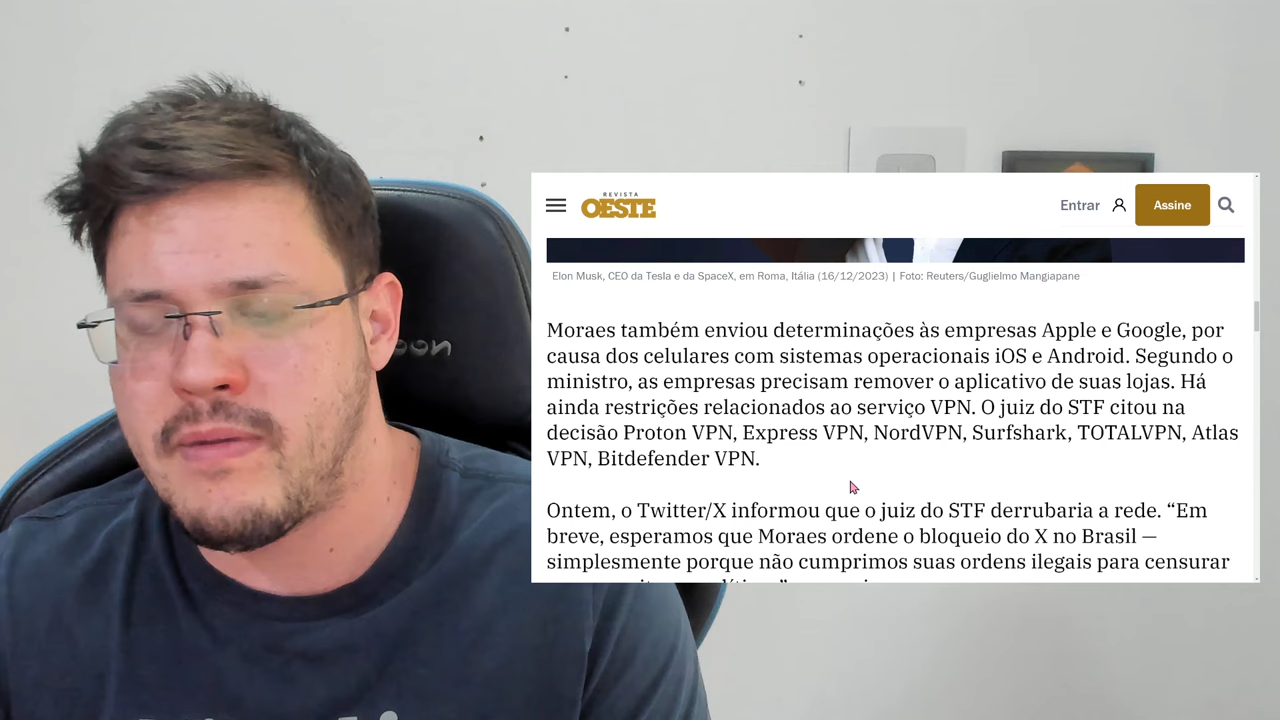 REVISTA
OESTE
Entrar
Assine
Elon Musk, CEO da Tesla e da SpaceX, em Roma, Itália (16/12/2023) | Foto: Reuters/Guglielmo Mangiapane
Moraes também enviou determinações às empresas Apple e Google, por
causa dos celulares com sistemas operacionais iOS e Android. Segundo o
ministro, as empresas precisam remover o aplicativo de suas lojas. Há
ainda restrições relacionados ao serviço VPN. O juiz do STF citou na
decisão Proton VPN, Express VPN, NordVPN, Surfshark, TOTALVPN, Atlas
VPN, Bitdefender VPN.
Ontem, o Twitter/X informou que o juiz do STF derrubaria a rede. “Em
breve, esperamos que Moraes ordene o bloqueio do X no Brasil —
simplesmente porque não cumprimos suas ordens ilegais para censurar